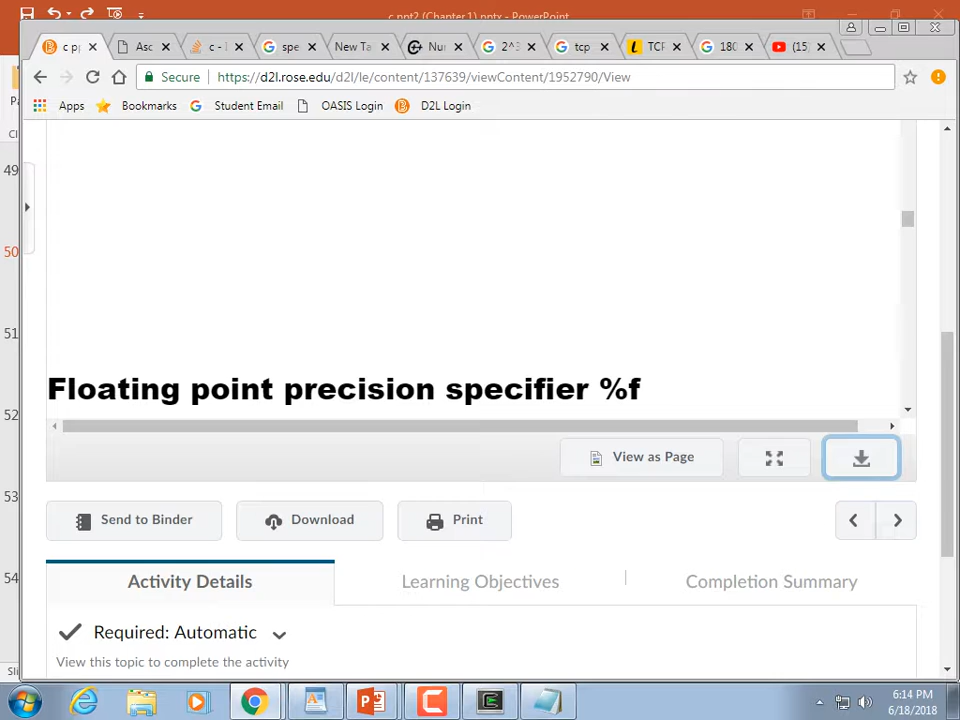 c ppt2 (Chapter 1).pptx - PowerPoint
c p
Asc
c - I
spe
New Ta
Nur
2^3
tcp
TCF
180
(15)
Secure | https://d2l.rose.edu/d2l/le/content/137639/viewContent/1952790/View
Apps Bookmarks Student Email OASIS Login D2L Login
49
50
51
52
53
54
Floating point precision specifier %f
View as Page
Send to Binder Download Print
Activity Details Learning Objectives Completion Summary
Required: Automatic
View this topic to complete the activity
6:14 PM
6/18/2018